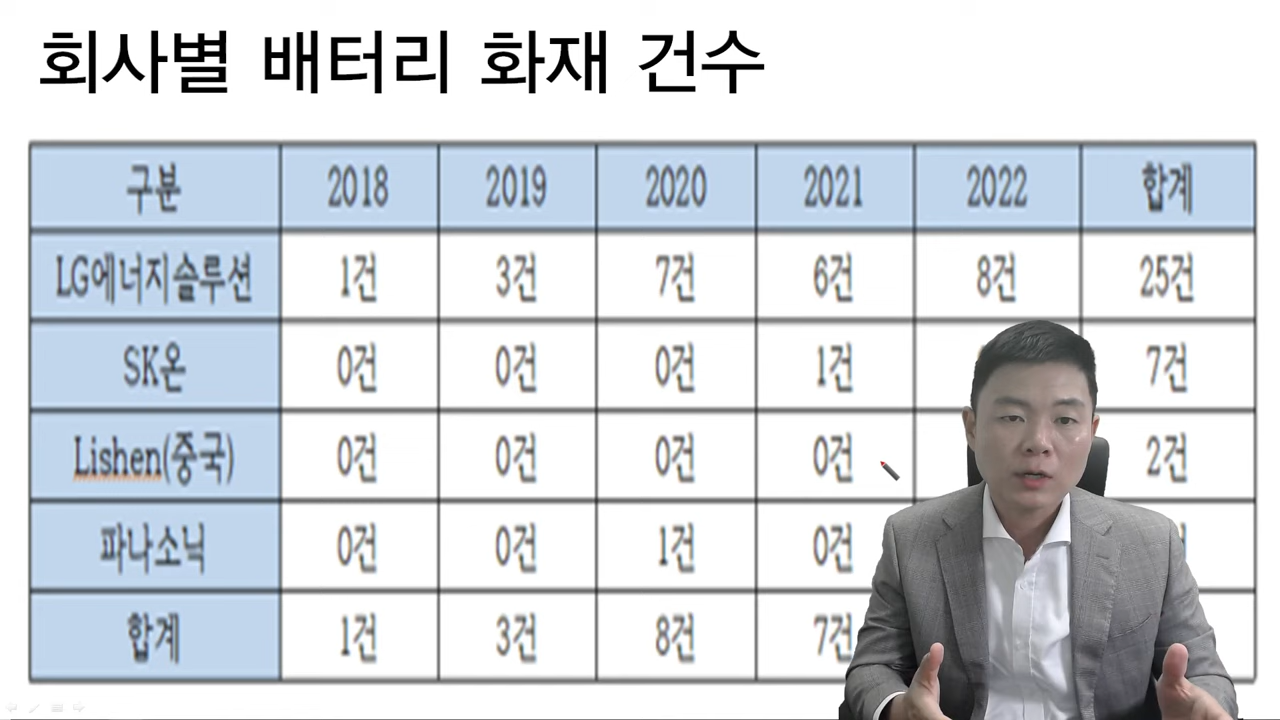 회사별 배터리 화재 건수
구분 2018 2019 2020 2021 2022 합계
LG에너지슬루션 1건 3건 7건 6건 8건 25건
SK온 0건 0건 0건 1건 7건
Lishen(중국) 0건 0건 0건 0건 2건
파나소닉 0건 0건 1건 0건
합계 1건 3건 8건 7건